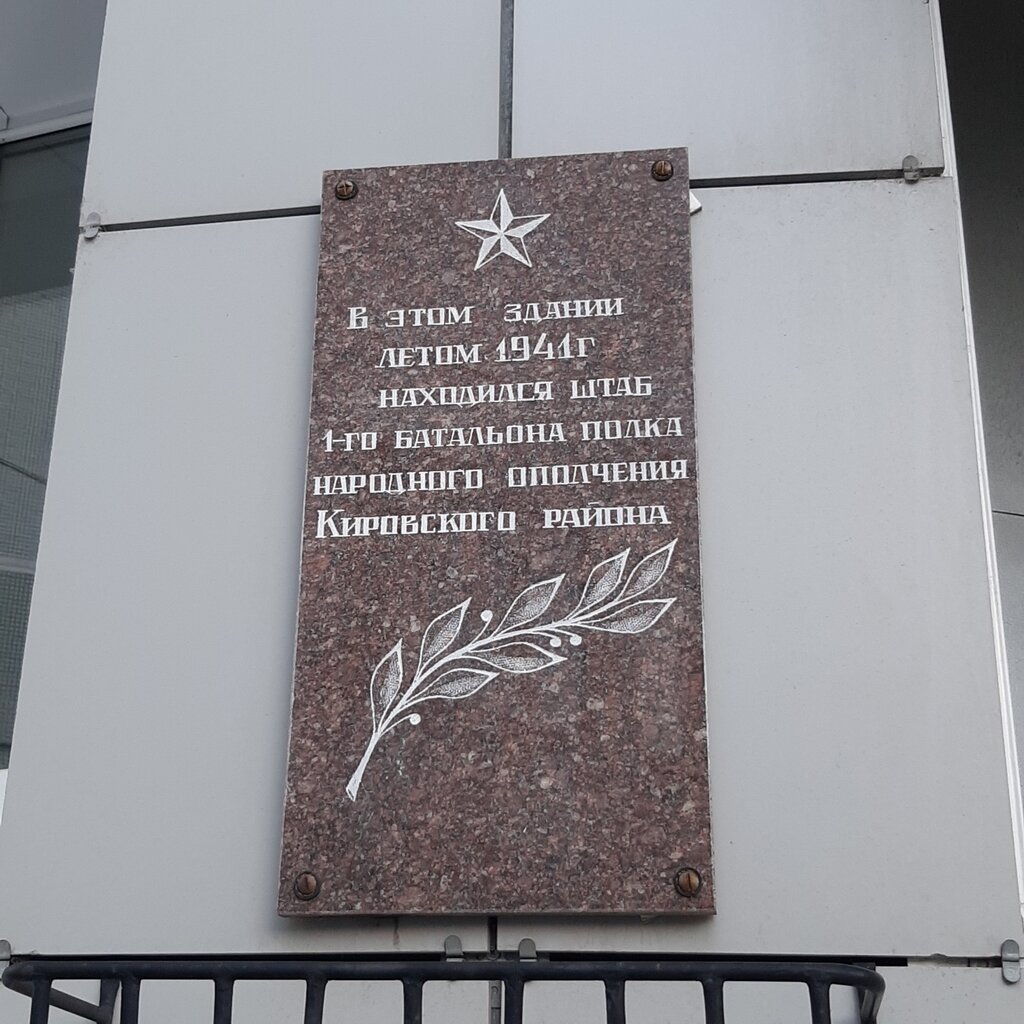 В этом здании
летом 1941г
находился штаб
1-го батальона полка
народного ополчения
Кировского района